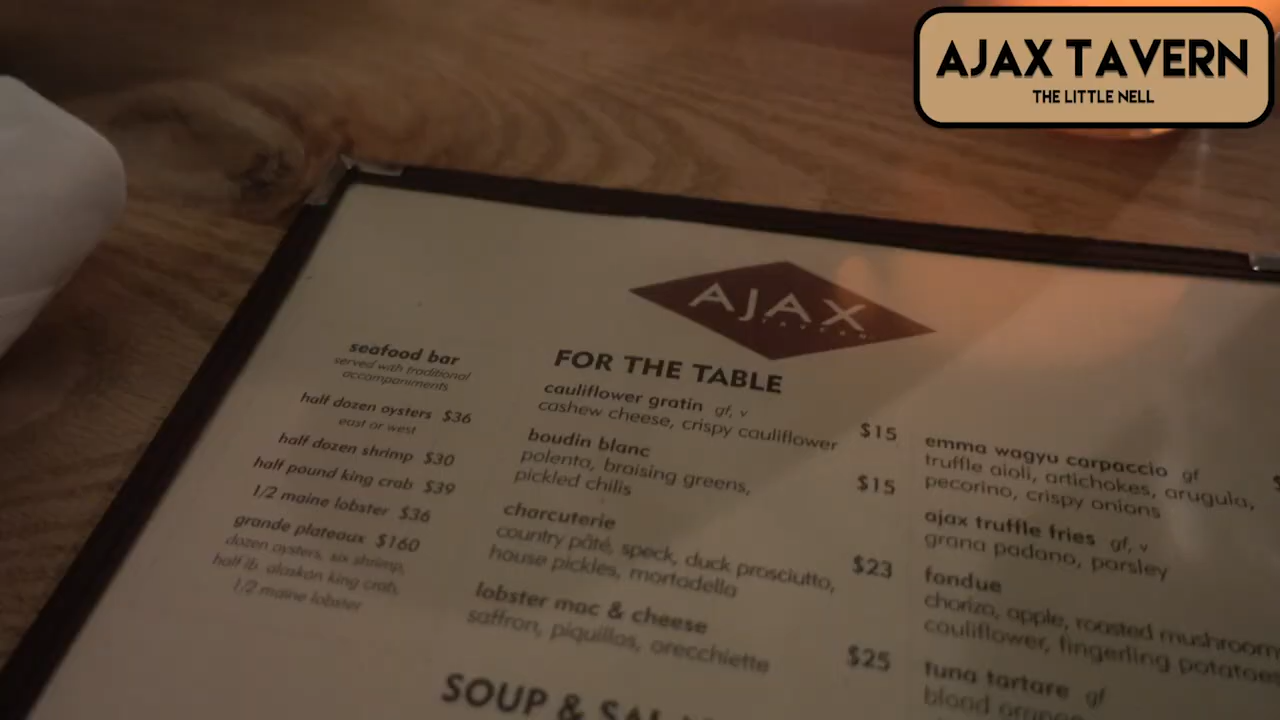 AJAX TAVERN
THE LITTLE NELL
AJAX
TAVERN
seafood bar
served with traditional
accompaniments
half dozen oysters $36
east or west
half dozen shrimp $30
half pound king crab $39
1/2 maine lobster $36
grande plateaux $160
dozen oysters, six shrimp,
half lb. alaskan king crab,
1/2 maine lobster
FOR THE TABLE
cauliflower gratin gf, v
cashew cheese, crispy cauliflower $15
boudin blanc
polenta, braising greens, $15
pickled chilis
charcuterie
country pâté, speck, duck prosciutto, $23
house pickles, mortadella
lobster mac & cheese
saffron, piquillos, orecchiette $25
emma wagyu carpaccio gf
truffle aioli, artichokes, arugula,
pecorino, crispy onions
ajax truffle fries gf, v
grana padano, parsley
fondue
chorizo, apple, roasted mushroom
cauliflower, fingerling potatoes
tuna tartare gf
blood orange
SOUP &